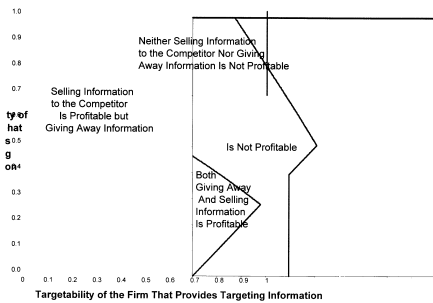 1.0
0.9
0.8
0.7
0.5
0.3
0.2
0.1
0.0
ty of
hat
s
g
on
Neither Selling Information
to the Competitor Nor Giving
Away Information Is Not Profitable
Selling Information
to the Competitor
Is Profitable but
Giving Away Information
Is Not Profitable
Both
Giving Away
And Selling
Information
Is Profitable
0 0.1 0.2 0.3 0.4 0.5 0.6 0.7 0.8 0.9 1
Targetability of the Firm That Provides Targeting Information